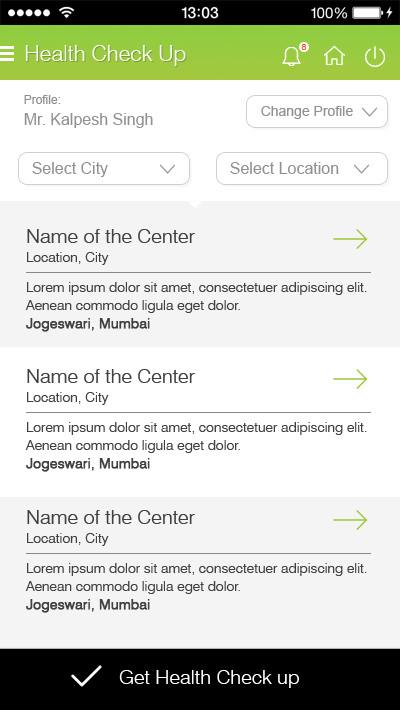 13:03
100%
Health Check Up
8
Profile:
Mr. Kalpesh Singh
Change Profile
Select City
Select Location
Name of the Center
Location, City
Lorem ipsum dolor sit amet, consectetuer adipiscing elit.
Aenean commodo ligula eget dolor.
Jogeswari, Mumbai
Name of the Center
Location, City
Lorem ipsum dolor sit amet, consectetuer adipiscing elit.
Aenean commodo ligula eget dolor.
Jogeswari, Mumbai
Name of the Center
Location, City
Lorem ipsum dolor sit amet, consectetuer adipiscing elit.
Aenean commodo ligula eget dolor.
Jogeswari, Mumbai
Get Health Check up